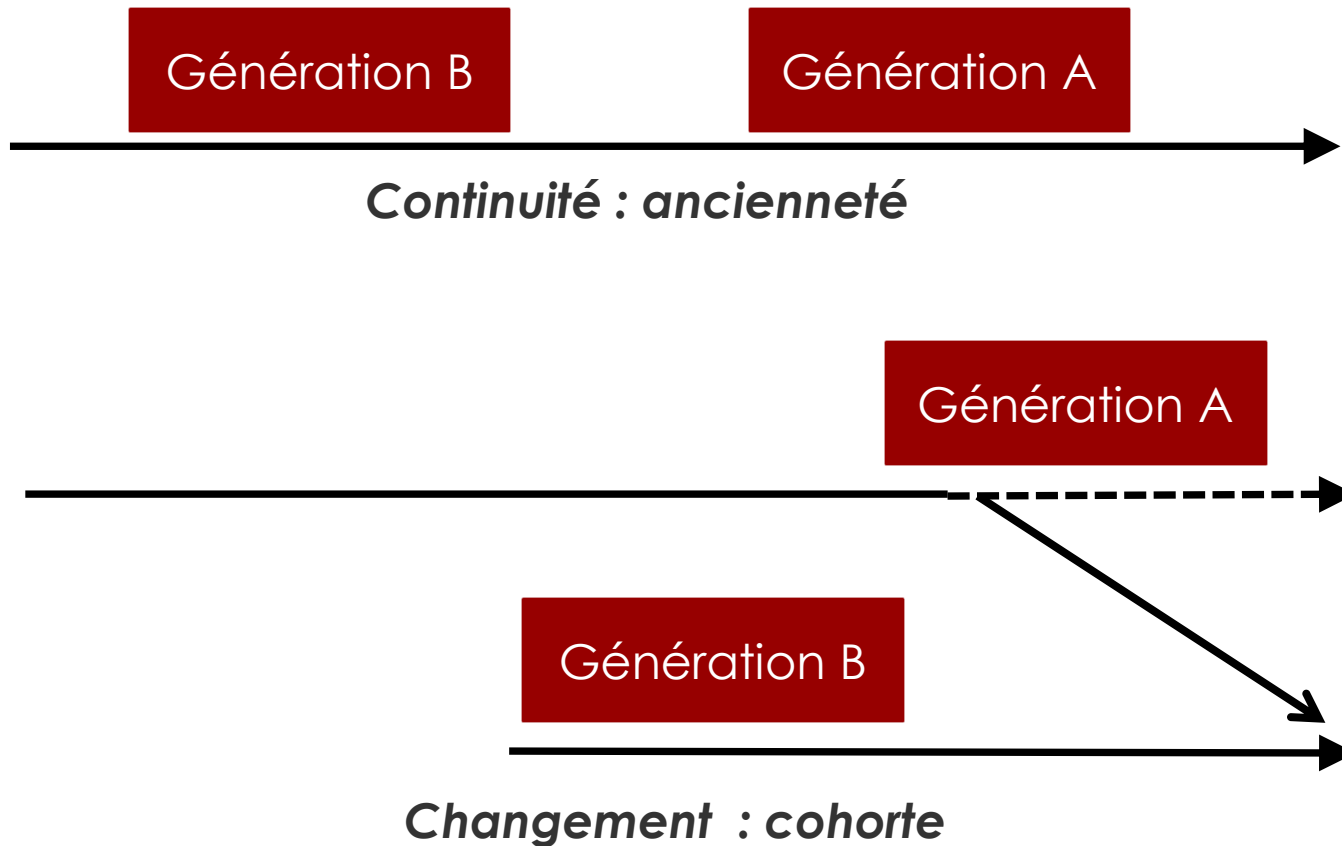 Génération B
Génération A
Continuité : ancienneté
Génération A
Génération B
Changement : cohorte